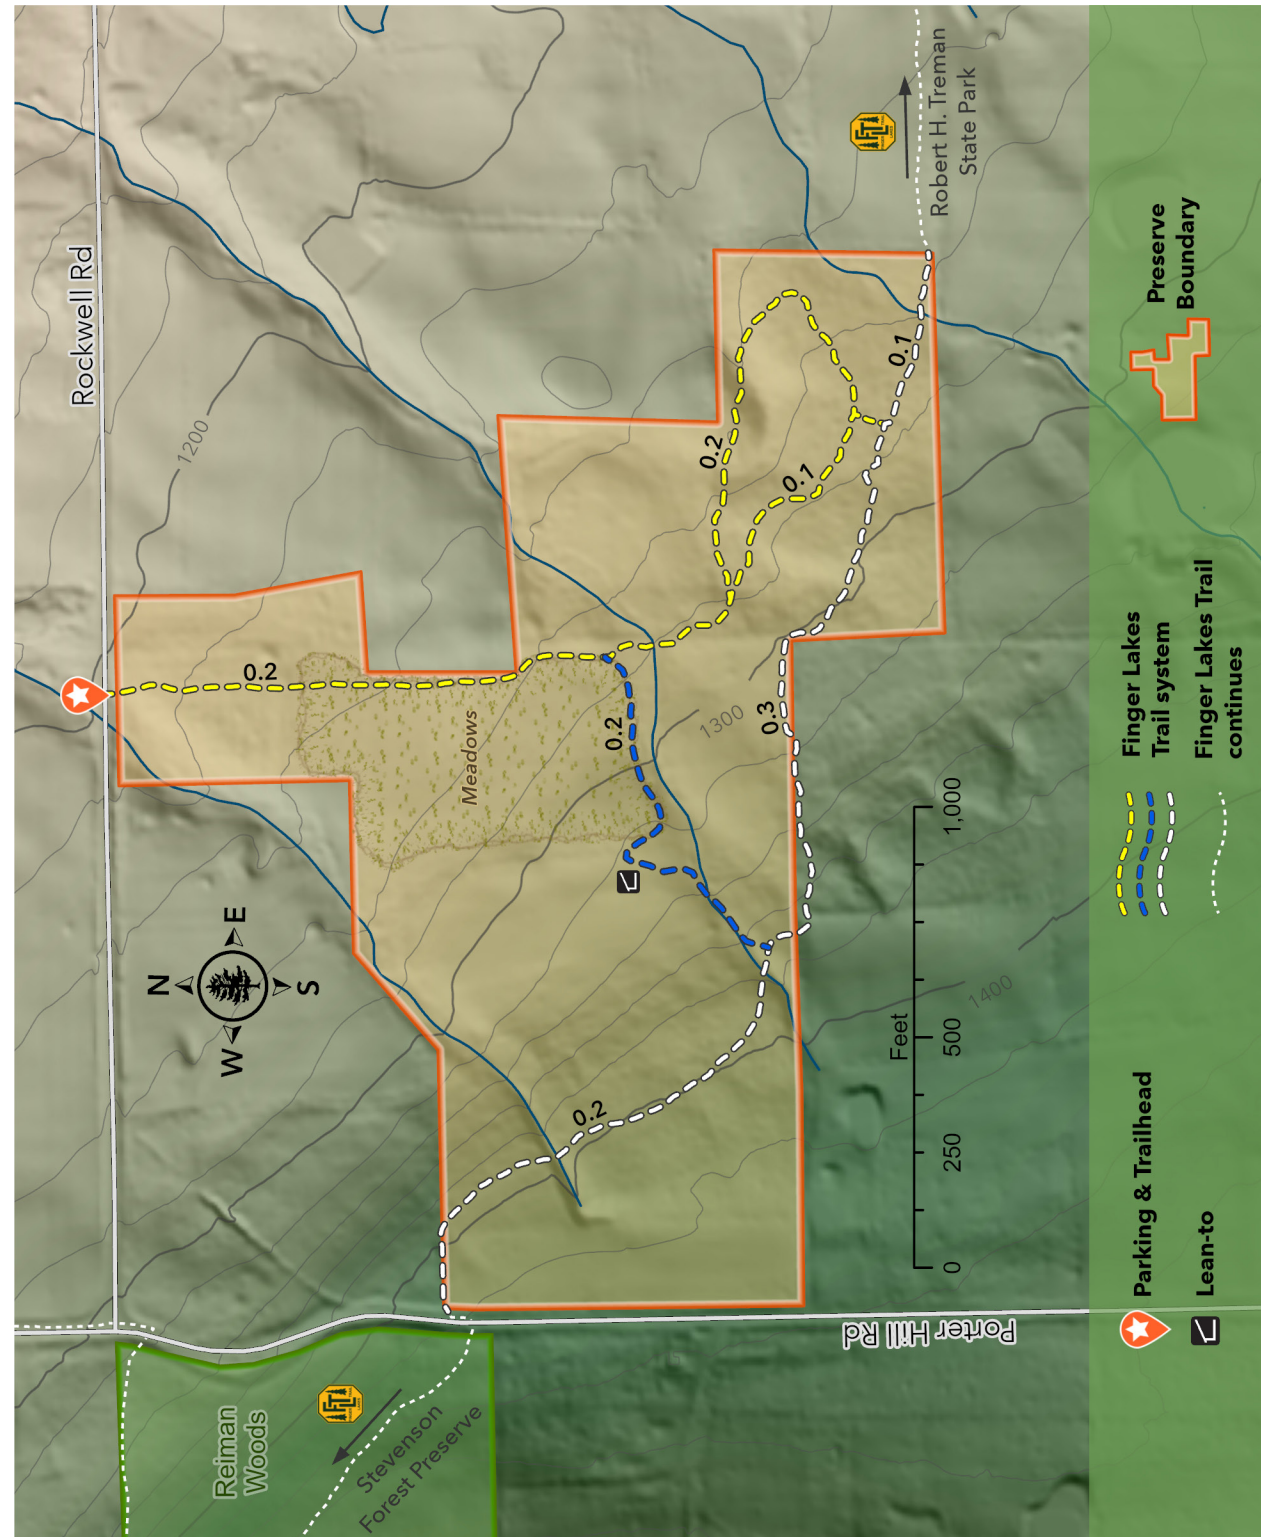 Rockwell Rd
1200
0.2
Meadows
0.2
0.2
0.1
0.1
0.3
1300
0.2
1400
N
W
E
S
Robert H. Treman
State Park
FLT
Reiman
Woods
FLT
Stevenson
Forest Preserve
Porter Hill Rd
Feet
0
250
500
1,000
Parking & Trailhead
Lean-to
Finger Lakes
Trail system
Finger Lakes Trail
continues
Preserve
Boundary